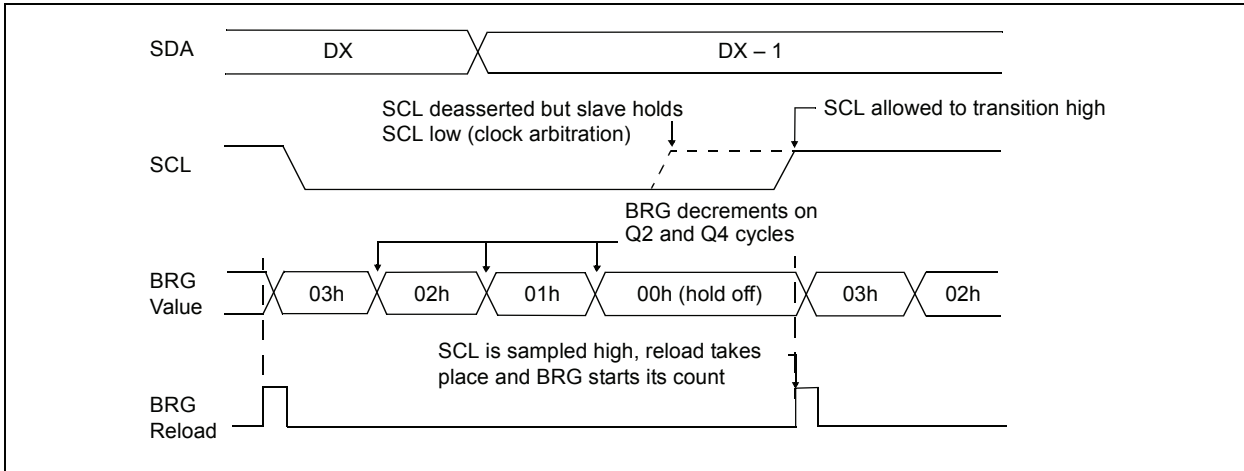 SDA
DX
DX – 1
SCL deasserted but slave holds
SCL low (clock arbitration)
SCL allowed to transition high
SCL
BRG decrements on
Q2 and Q4 cycles
BRG
Value
03h
02h
01h
00h (hold off)
03h
02h
SCL is sampled high, reload takes
place and BRG starts its count
BRG
Reload